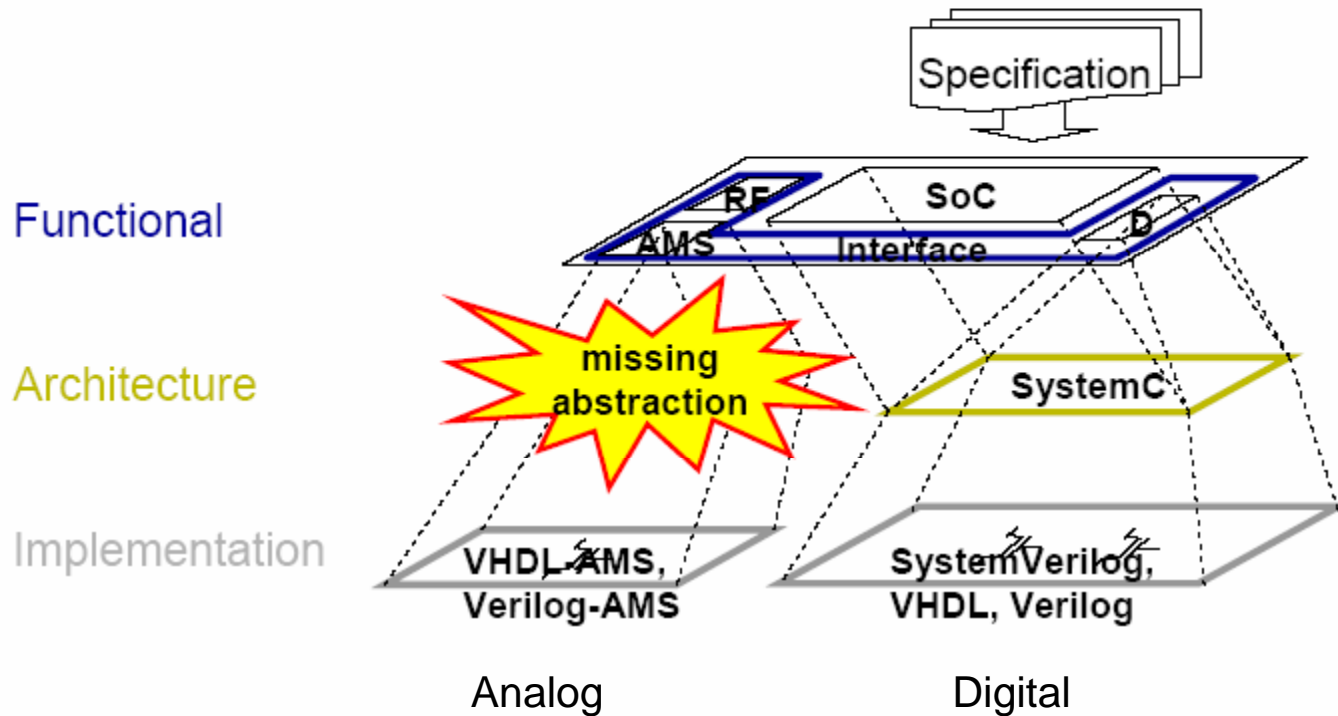 Specification
Functional
RF
SoC
D
AMS
Interface
missing
abstraction
Architecture
SystemC
Implementation
VHDL-AMS,
Verilog-AMS
SystemVerilog,
VHDL, Verilog
Analog
Digital